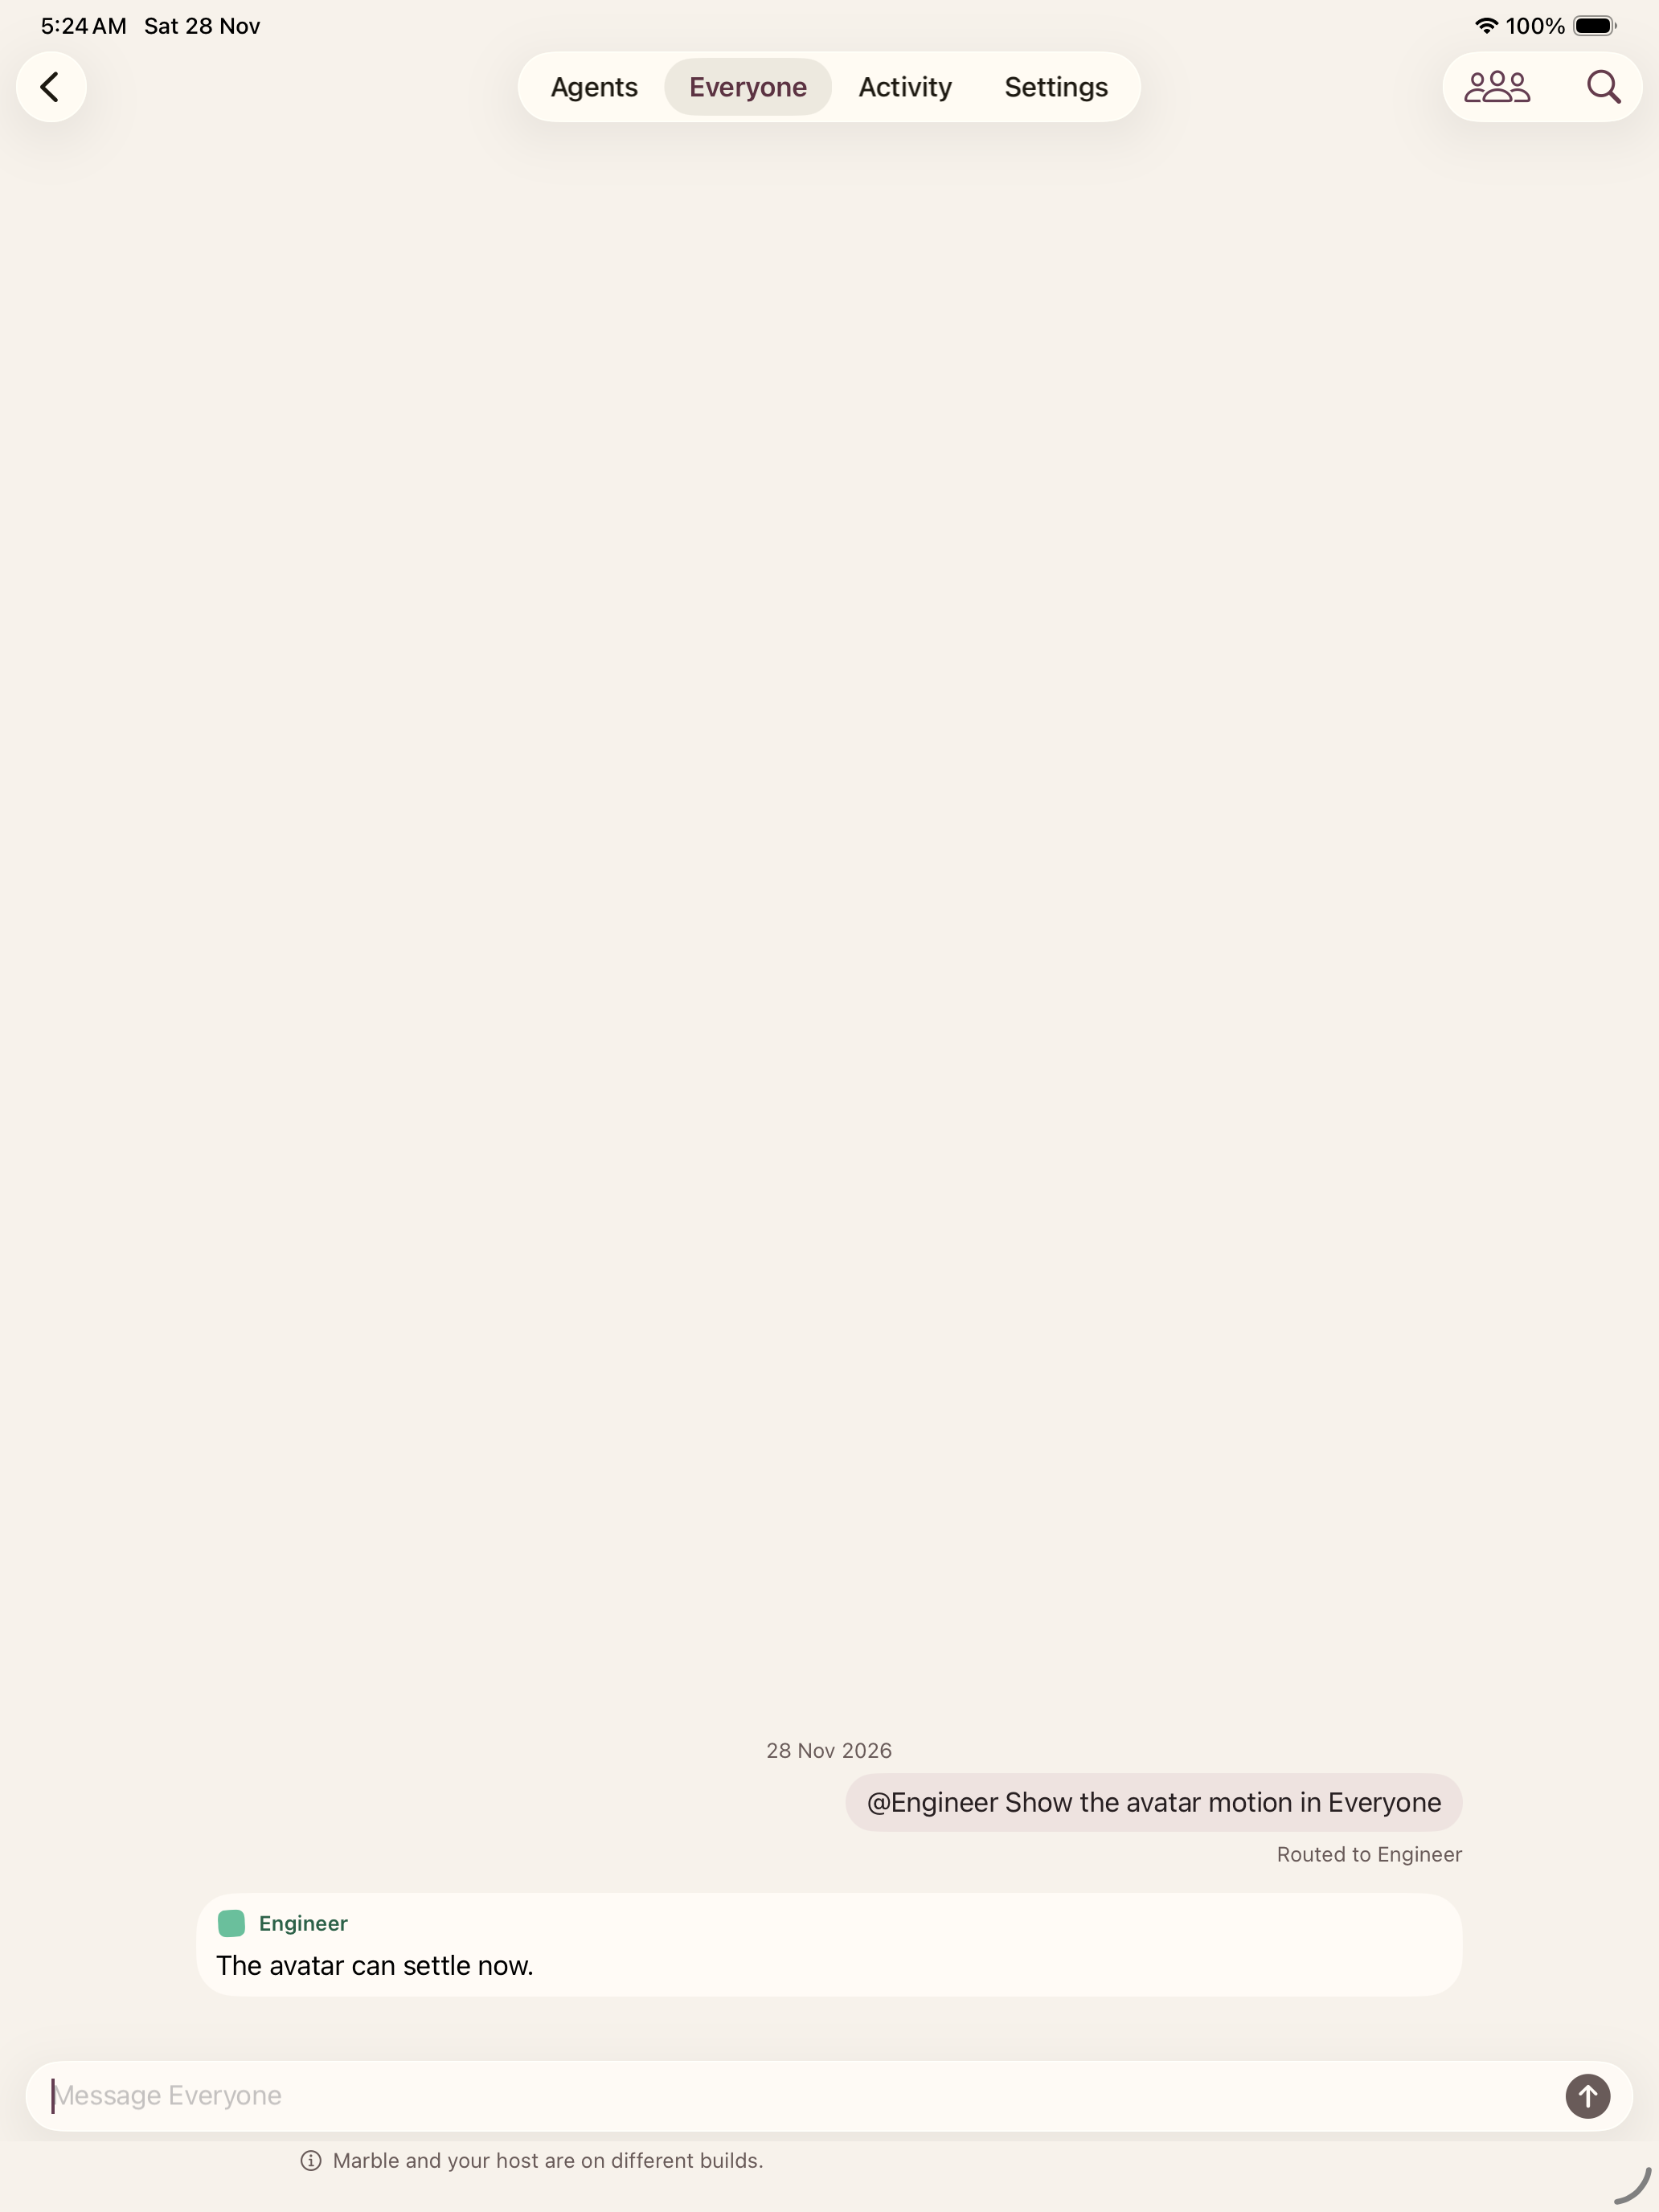 5:24 AM Sat 28 Nov
100%
Agents Everyone Activity Settings
28 Nov 2026
@Engineer Show the avatar motion in Everyone
Routed to Engineer
Engineer
The avatar can settle now.
Message Everyone
Marble and your host are on different builds.